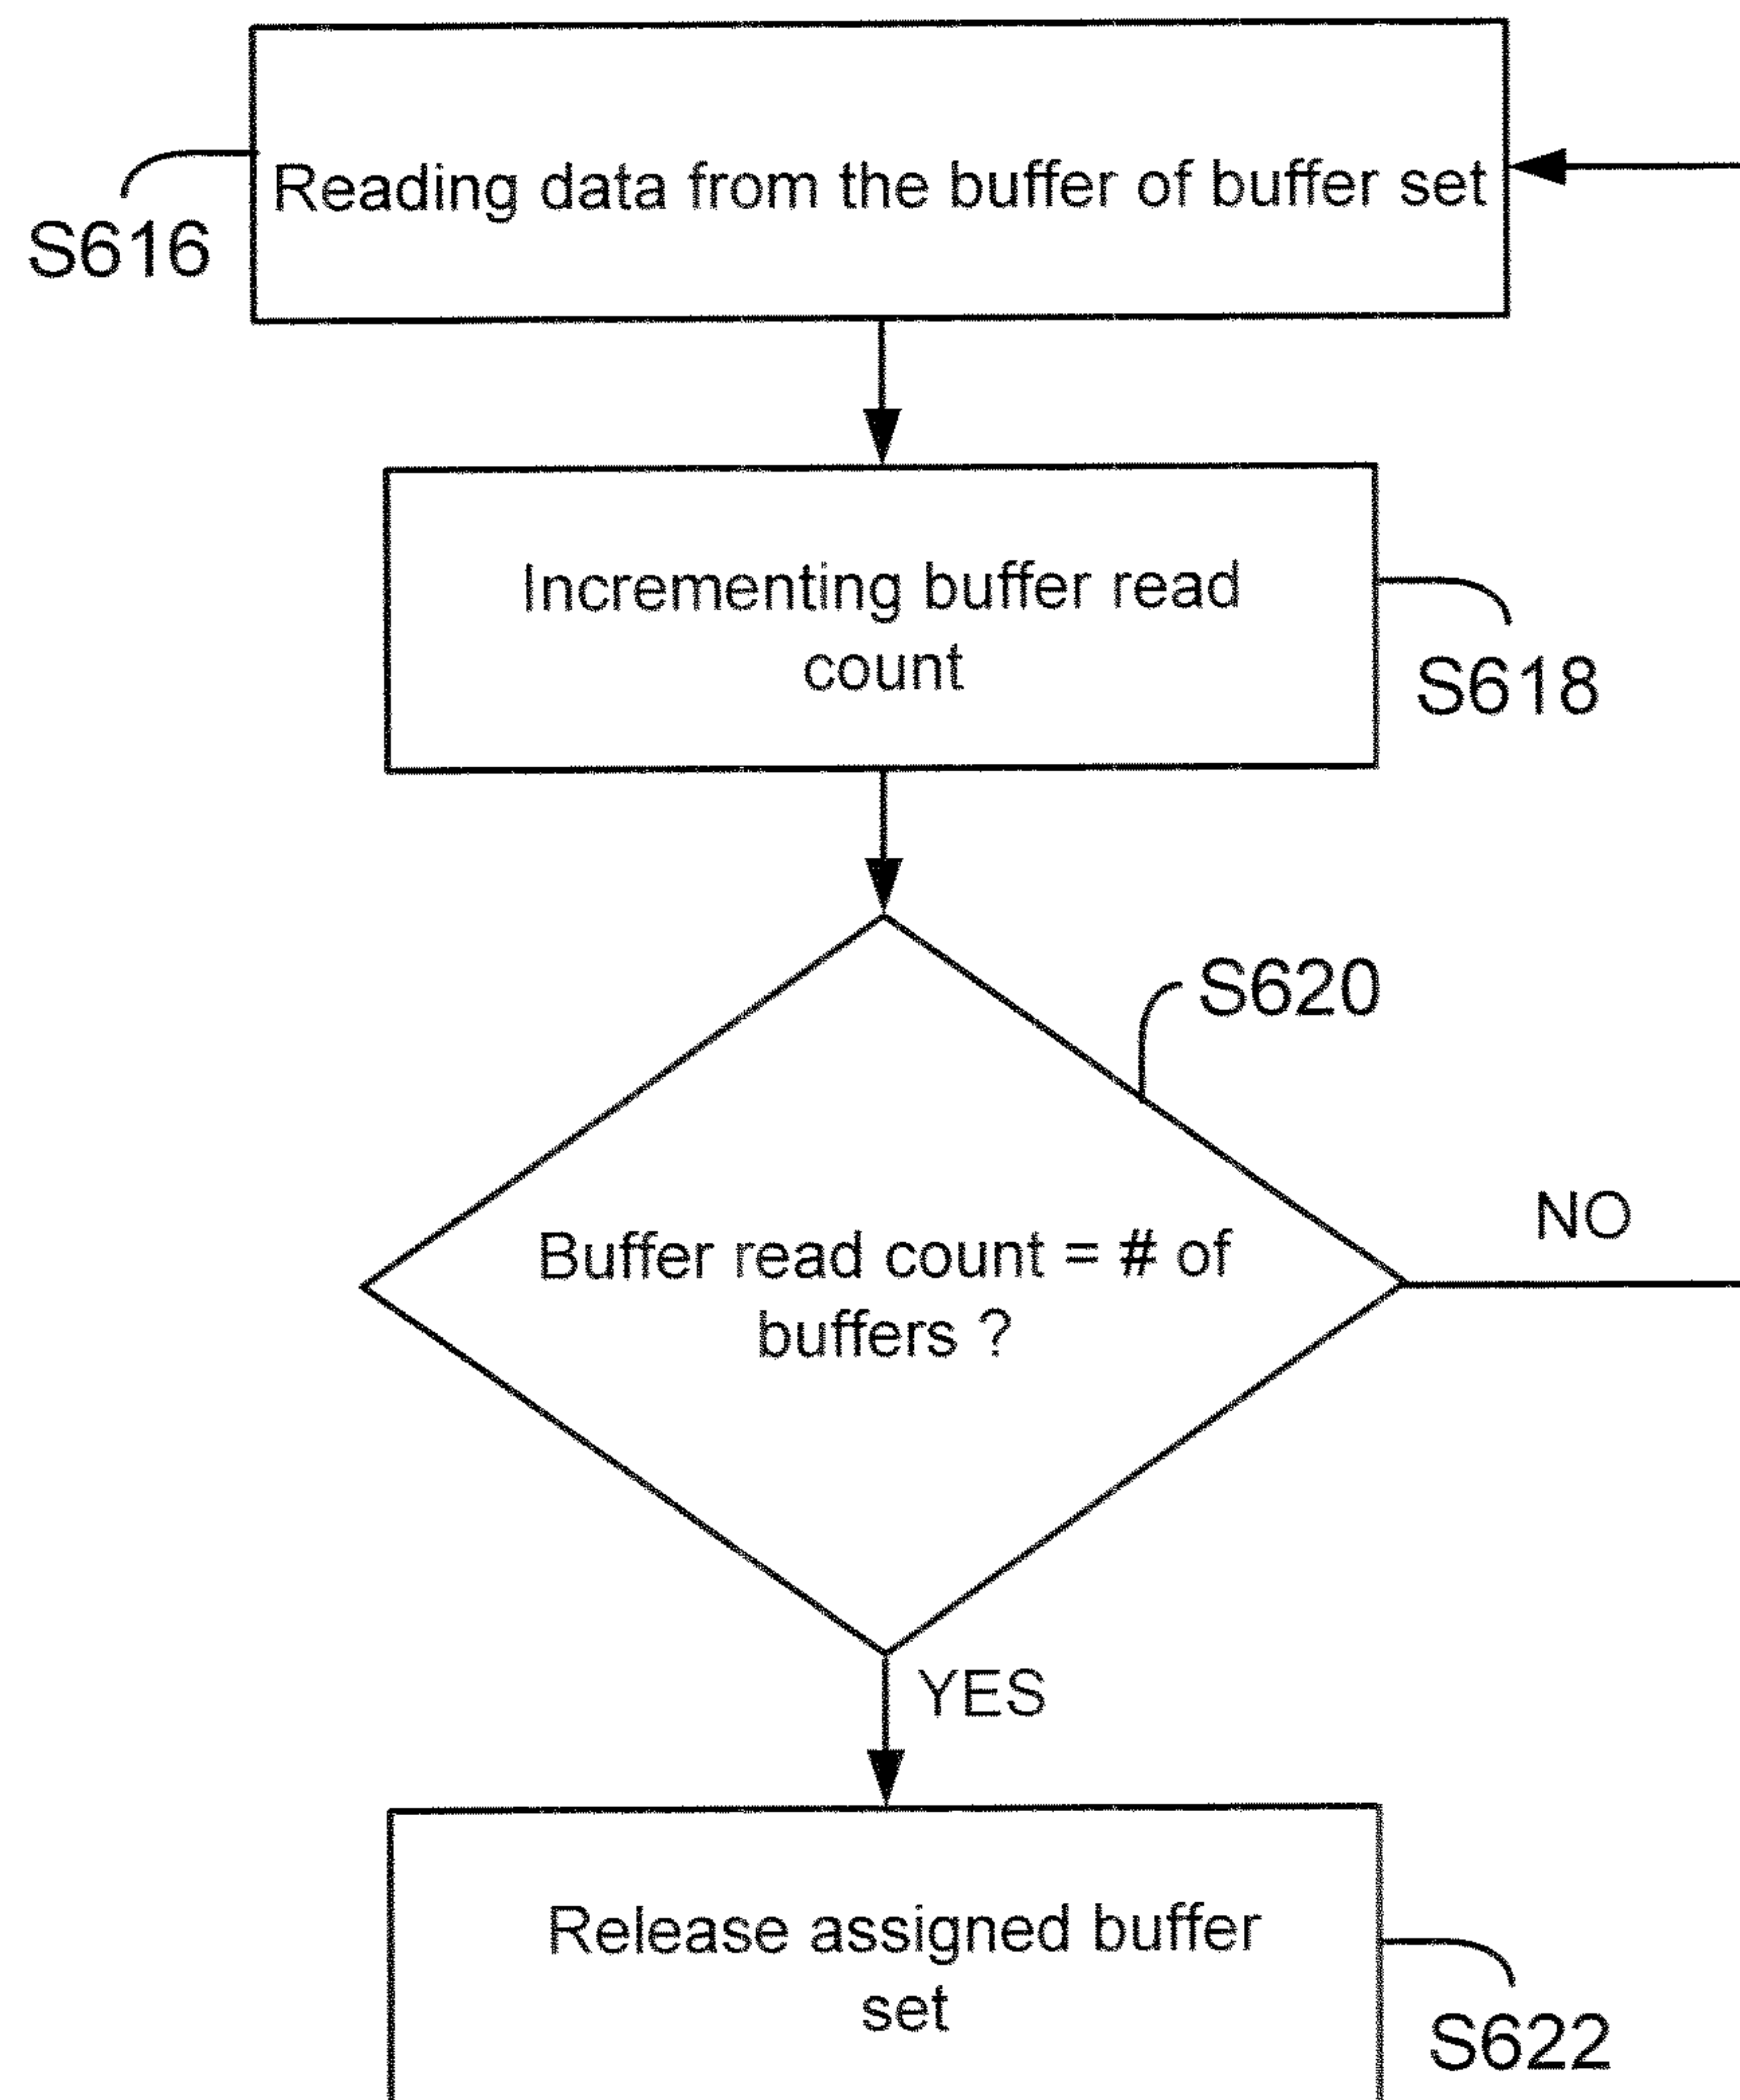 Reading data from the buffer of buffer set
S616
Incrementing buffer read
count
S618
S620
Buffer read count = # of
buffers ?
NO
YES
Release assigned buffer
set
S622